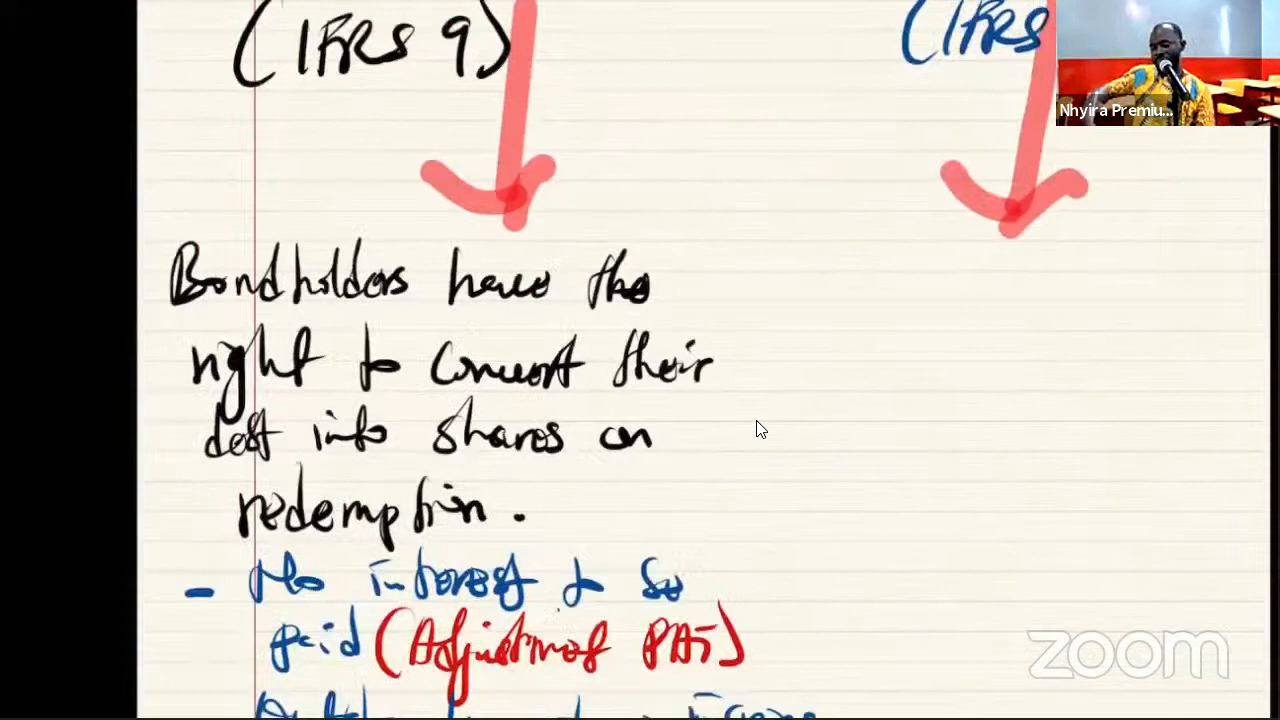 (IFRS 9)
(IFRS
Nhyira Premiu...
Bondholders have the
right to convert their
debt into shares on
redemption.
- No interest to be
paid (Adjustment PAT)
zoom